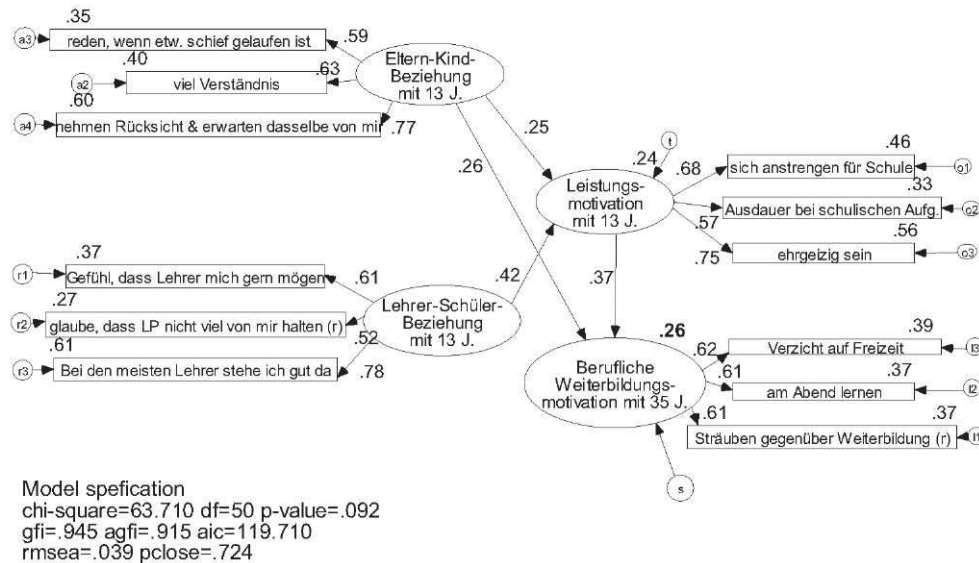 .35
a3
reden, wenn etw. schief gelaufen ist
.59
.40
a2
viel Verständnis
.63
.60
a4
nehmen Rücksicht & erwarten dasselbe von mir
.77
Eltern-Kind-
Beziehung
mit 13 J.
.25
.26
t
.24
Leistungs-
motivation
mit 13 J.
.68
.46
sich anstrengen für Schule
o1
.33
Ausdauer bei schulischen Aufg.
o2
.57
.56
ehrgeizig sein
o3
.75
.37
r1
Gefühl, dass Lehrer mich gern mögen
.61
.27
r2
glaube, dass LP nicht viel von mir halten (r)
.52
.61
r3
Bei den meisten Lehrer stehe ich gut da
.78
Lehrer-Schüler-
Beziehung
mit 13 J.
.42
.37
.26
Berufliche
Weiterbildungs-
motivation mit 35 J.
.62
.39
Verzicht auf Freizeit
.61
.37
am Abend lernen
l2
.61
.37
Sträuben gegenüber Weiterbildung (r)
s
Model spefication
chi-square=63.710 df=50 p-value=.092
gfi=.945 agfi=.915 aic=119.710
rmsea=.039 pclose=.724